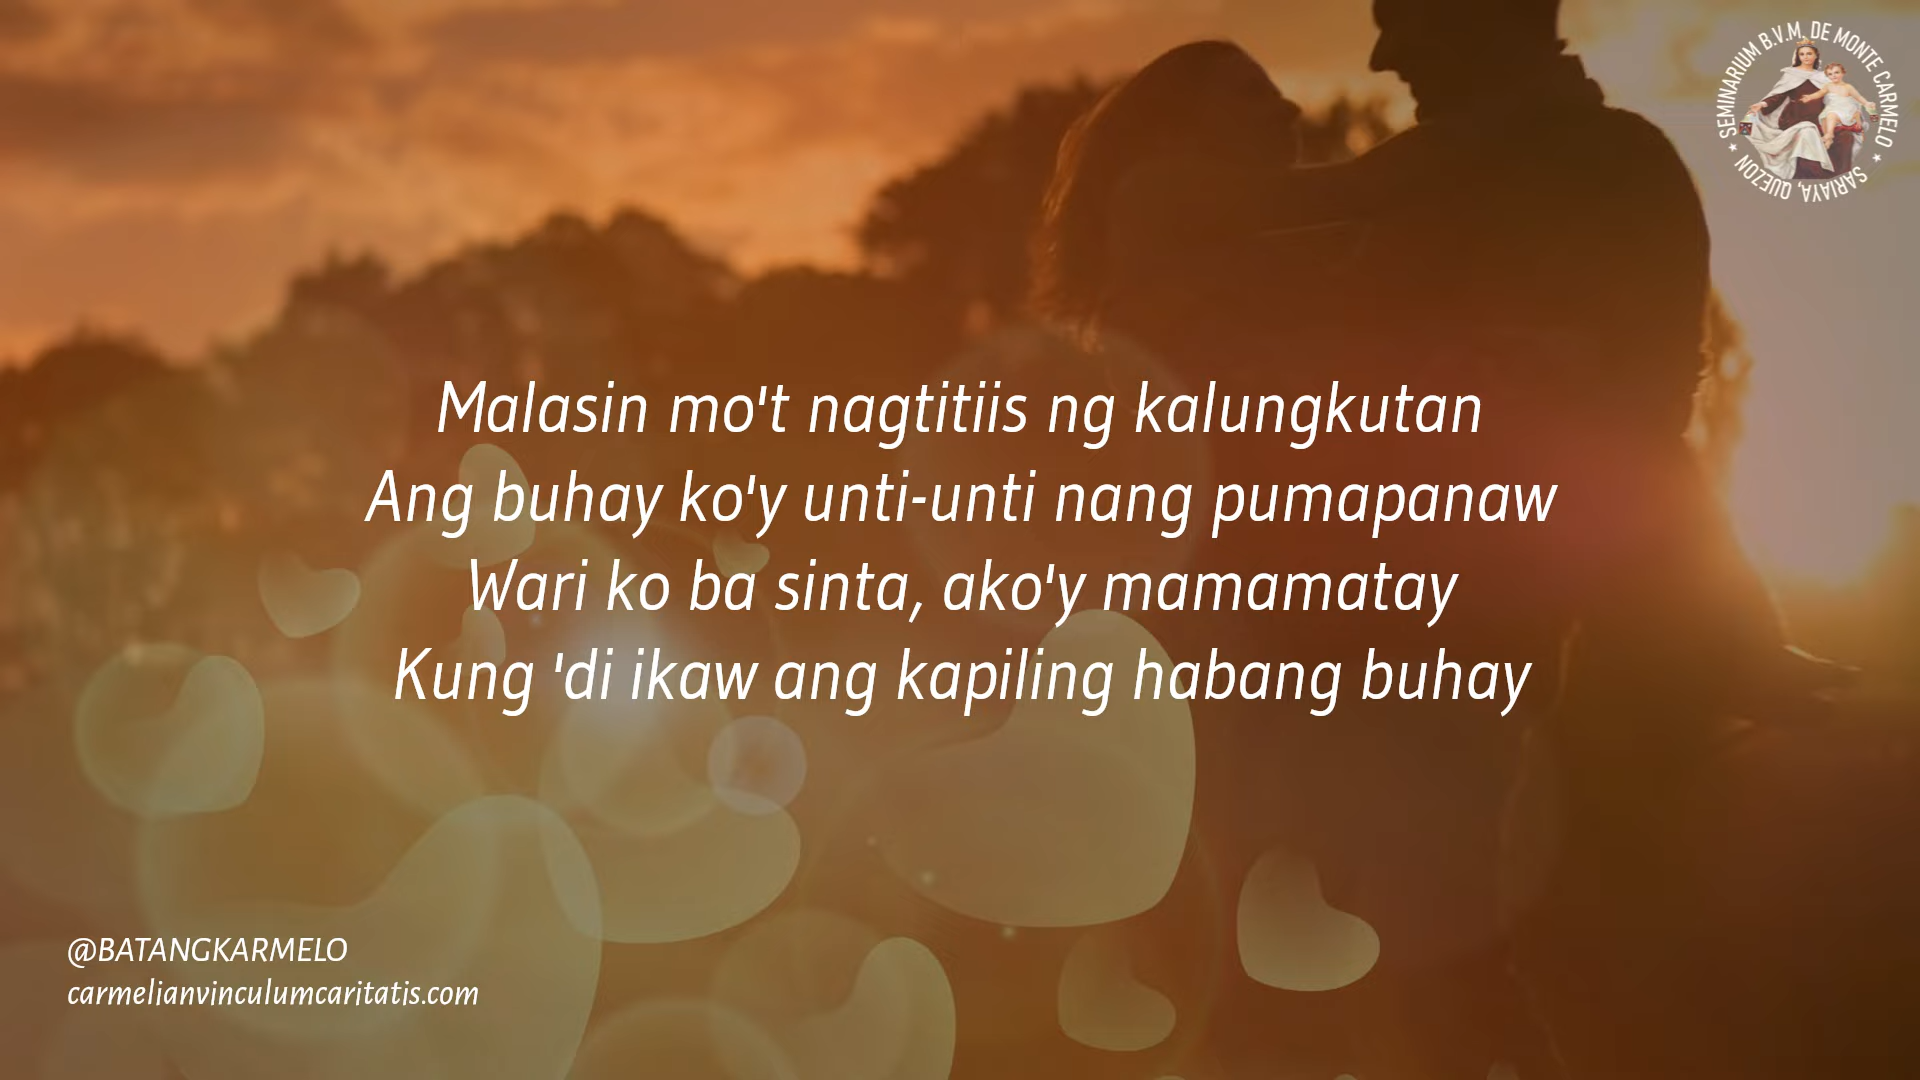 SEMINARIUM B.V.M. DE MONTE CARMELO
SARIAYA, QUEZON
Malasin mo't nagtitiis ng kalungkutan
Ang buhay ko'y unti-unti nang pumapanaw
Wari ko ba sinta, ako'y mamamatay
Kung 'di ikaw ang kapiling habang buhay
@BATANGKARMELO
carmelianvinculumcaritatis.com